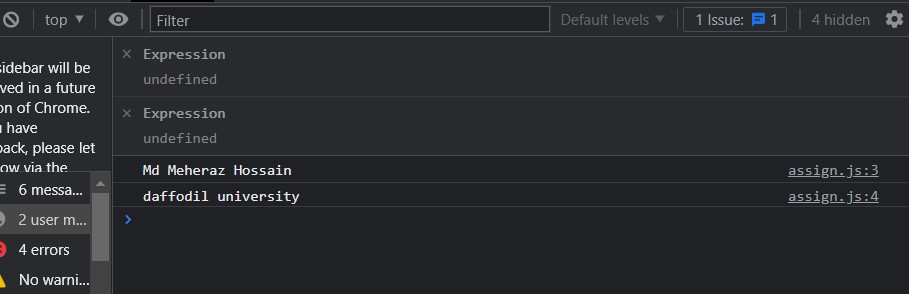 top ▼ Filter Default levels ▼ 1 Issue: 1 4 hidden
sidebar will be
ved in a future
on of Chrome.
have
back, please let
ow via the
6 messa...
2 user m...
4 errors
No warni...
× Expression
undefined
× Expression
undefined
Md Meheraz Hossain assign.js:3
daffodil university assign.js:4
>